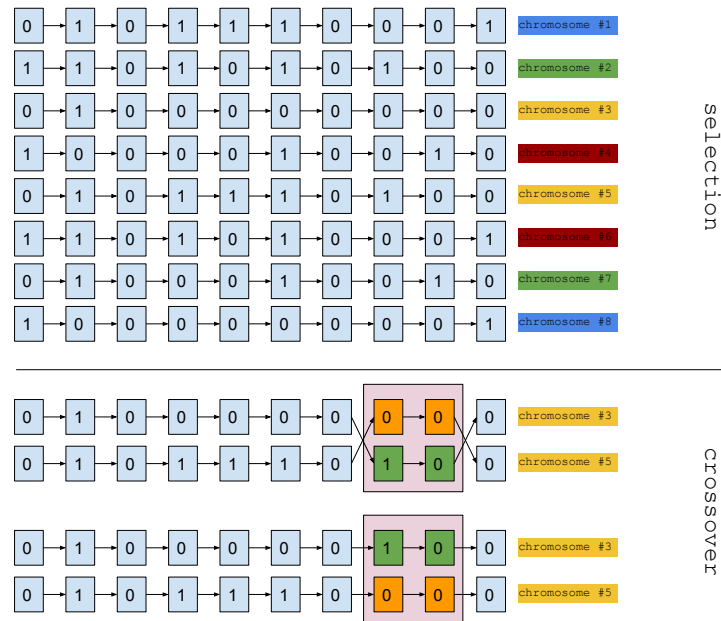 0 1 0 1 1 1 0 0 0 1 chromosome #1
1 1 0 1 0 1 0 1 0 0 chromosome #2
0 1 0 0 0 0 0 0 0 0 chromosome #3
1 0 0 0 0 1 0 0 1 0 chromosome #4
0 1 0 1 1 1 0 1 0 0 chromosome #5
1 1 0 1 0 1 0 0 0 1 chromosome #6
0 1 0 0 0 1 0 0 1 0 chromosome #7
1 0 0 0 0 0 0 0 0 1 chromosome #8
selection
0 1 0 0 0 0 0 0 0 0 chromosome #3
0 1 0 1 1 1 0 1 0 0 chromosome #5
0 1 0 0 0 0 0 1 0 0 chromosome #3
0 1 0 1 1 1 0 0 0 0 chromosome #5
crossover